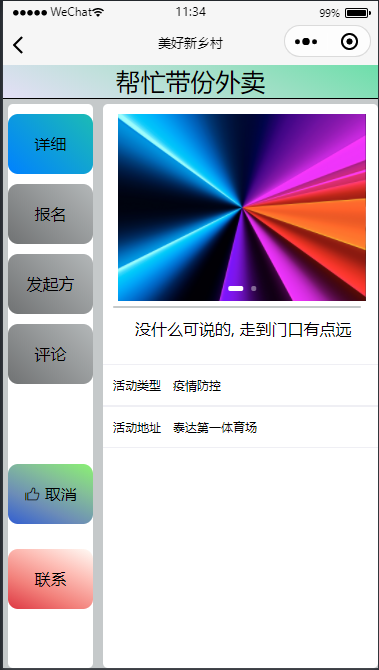 ●●●●● WeChat 11:34 99%
美好新乡村
帮忙带份外卖
详细
报名
发起方
评论
取消
联系
没什么可说的, 走到门口有点远
活动类型 疫情防控
活动地址 泰达第一体育场